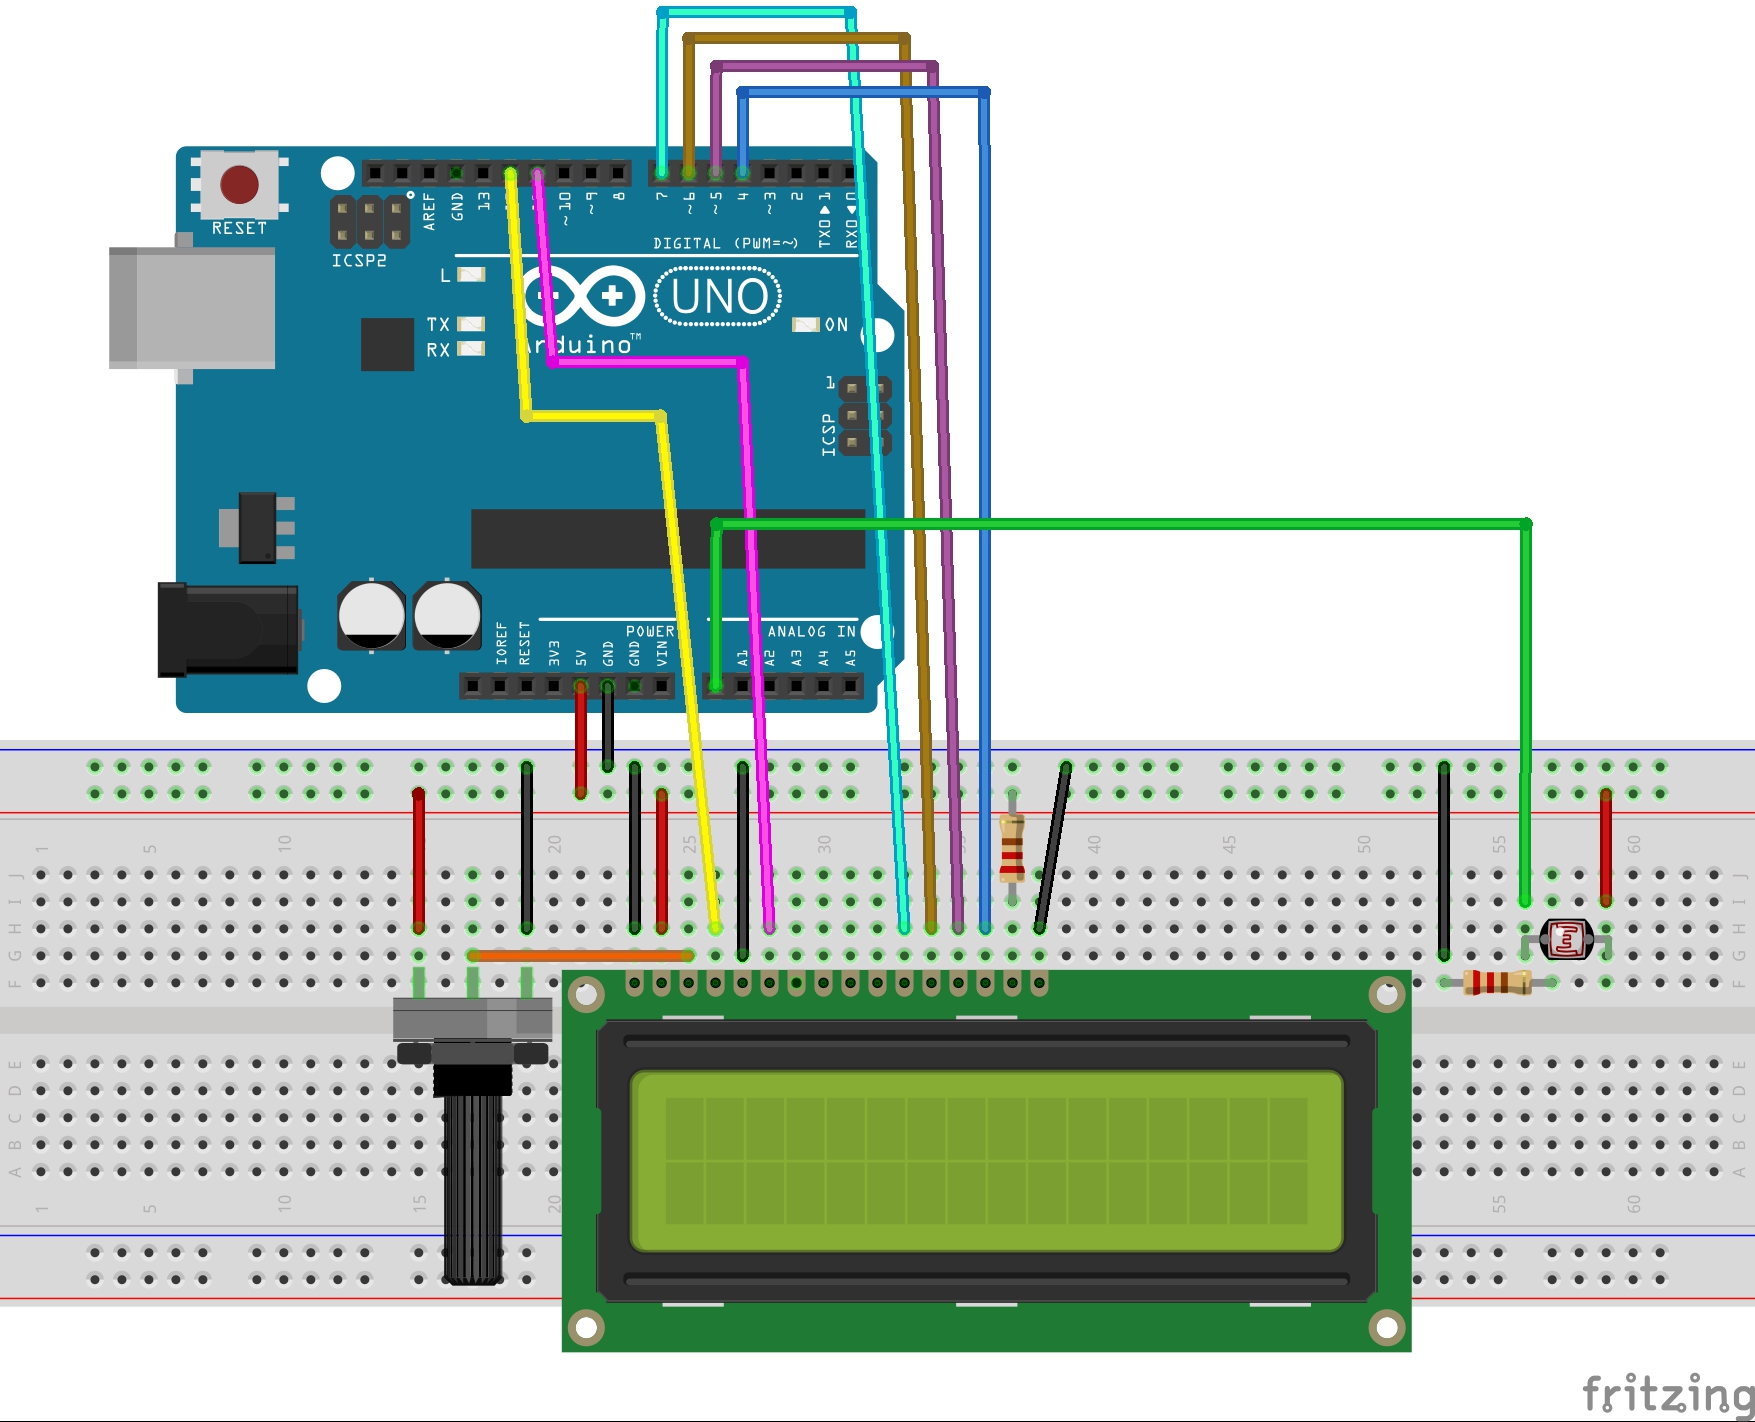 RESET
ICSP2
AREF
GND
13
~10
~9
8
7
~6
~5
4
~3
2
TX0▶1
RX0◀0
DIGITAL (PWM=~)
L
TX
RX
UNO
ON
Arduino™
1
ICSP
IOREF
RESET
3V3
5V
GND
GND
VIN
POWER
ANALOG IN
A1
A2
A3
A4
A5
1 5 10 20 25 30 40 45 50 55 60
J J
I I
H H
G G
F F
E E
D D
C C
B B
A A
1 5 10 15 20 55 60
fritzing